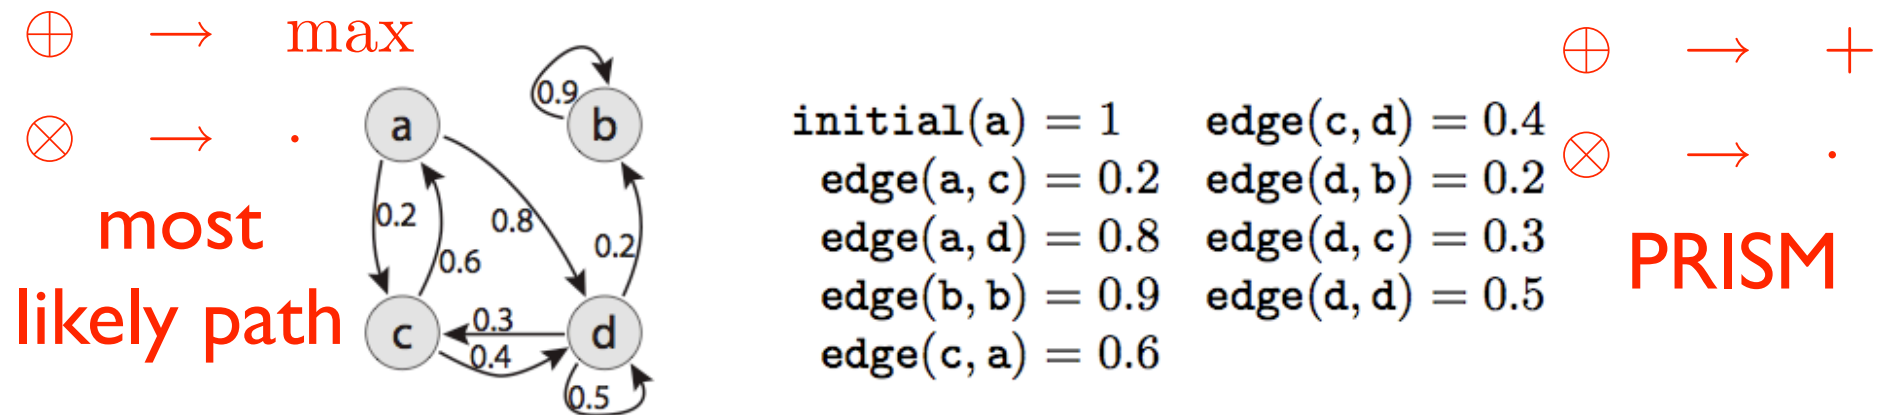 ⊕ → max
⊗ → ·
most
likely path
a
b
c
d
0.9
0.2
0.8
0.6
0.2
0.3
0.4
0.5
initial(a) = 1 edge(c, d) = 0.4
edge(a, c) = 0.2 edge(d, b) = 0.2
edge(a, d) = 0.8 edge(d, c) = 0.3
edge(b, b) = 0.9 edge(d, d) = 0.5
edge(c, a) = 0.6
⊕ → +
⊗ → ·
PRISM